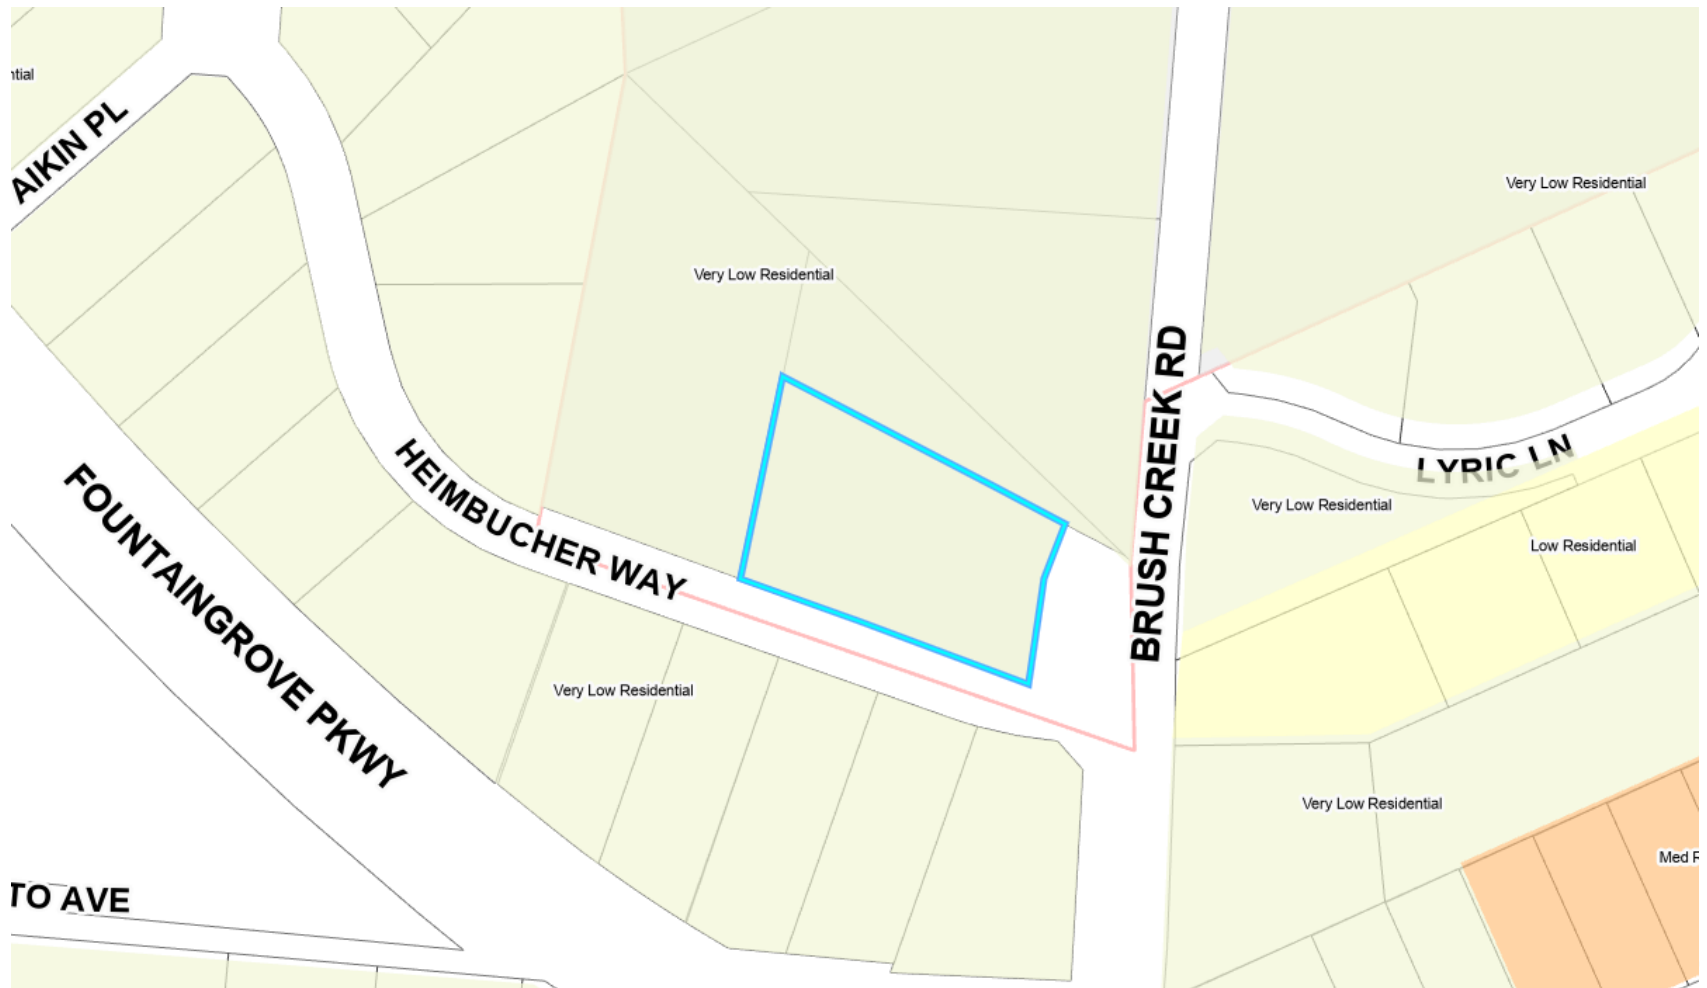 ntial
AIKIN PL
Very Low Residential
Very Low Residential
BRUSH CREEK RD
HEIMBUCHER WAY
LYRIC LN
FOUNTAINGROVE PKWY
Very Low Residential
Low Residential
Very Low Residential
Very Low Residential
Med R
TO AVE